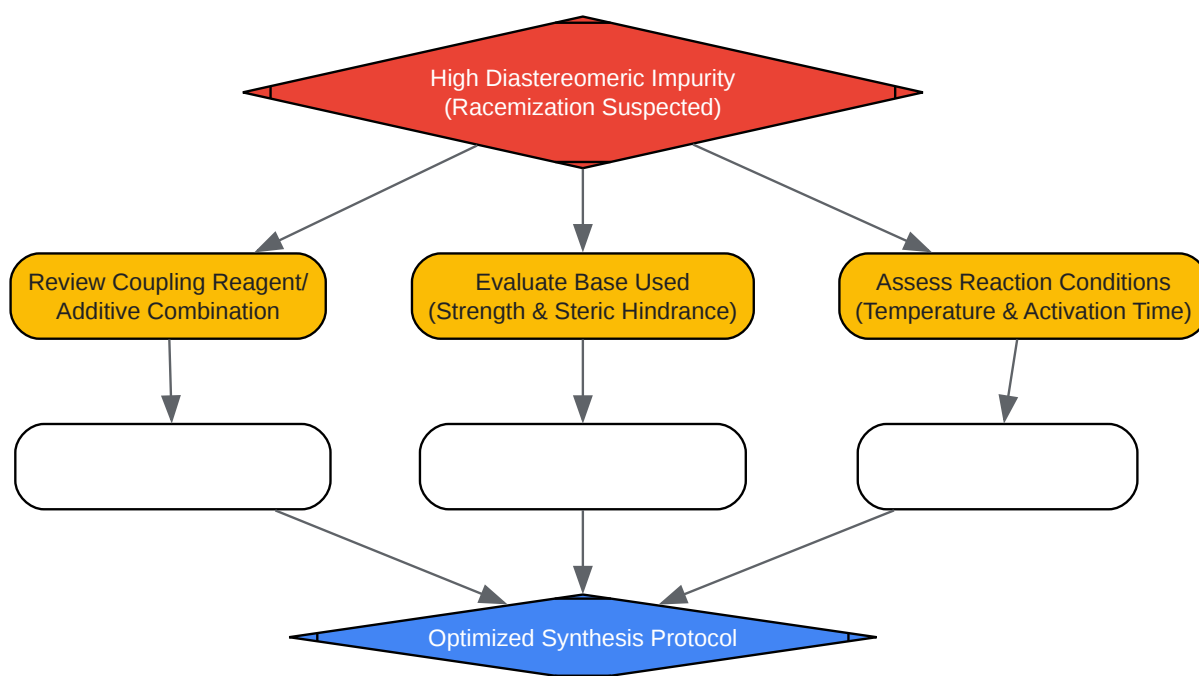 High Diastereomeric Impurity
(Racemization Suspected)
Review Coupling Reagent/
Additive Combination
Evaluate Base Used
(Strength & Steric Hindrance)
Assess Reaction Conditions
(Temperature & Activation Time)
Optimized Synthesis Protocol